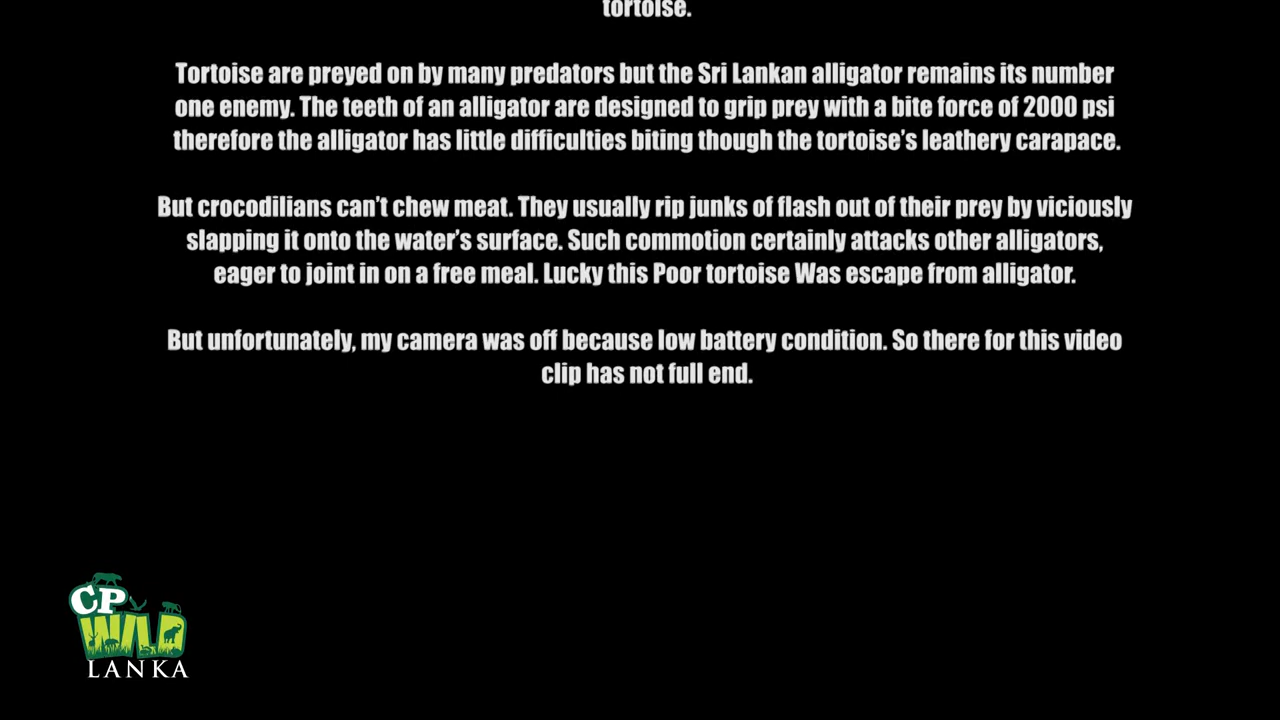 tortoise.
Tortoise are preyed on by many predators but the Sri Lankan alligator remains its number
one enemy. The teeth of an alligator are designed to grip prey with a bite force of 2000 psi
therefore the alligator has little difficulties biting though the tortoise's leathery carapace.
But crocodilians can't chew meat. They usually rip junks of flash out of their prey by viciously
slapping it onto the water's surface. Such commotion certainly attacks other alligators,
eager to joint in on a free meal. Lucky this Poor tortoise Was escape from alligator.
But unfortunately, my camera was off because low battery condition. So there for this video
clip has not full end.
CP
WILD
LANKA